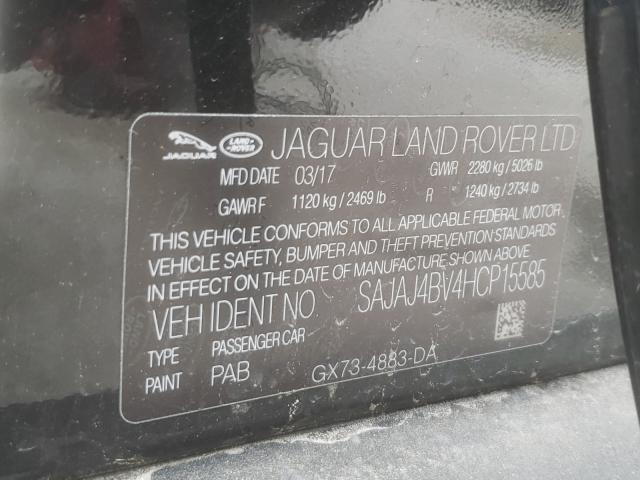 JAGUAR LAND-ROVER JAGUAR LAND ROVER LTD
MFD DATE 03/17 GWR 2280 kg / 5026 lb
GAWR F 1120 kg / 2469 lb R 1240 kg / 2734 lb
THIS VEHICLE CONFORMS TO ALL APPLICABLE FEDERAL MOTOR
VEHICLE SAFETY, BUMPER AND THEFT PREVENTION STANDARDS
IN EFFECT ON THE DATE OF MANUFACTURE SHOWN ABOVE
VEH IDENT NO SAJAJ4BV4HCP15585
TYPE PASSENGER CAR
PAINT PAB GX73-4883-DA